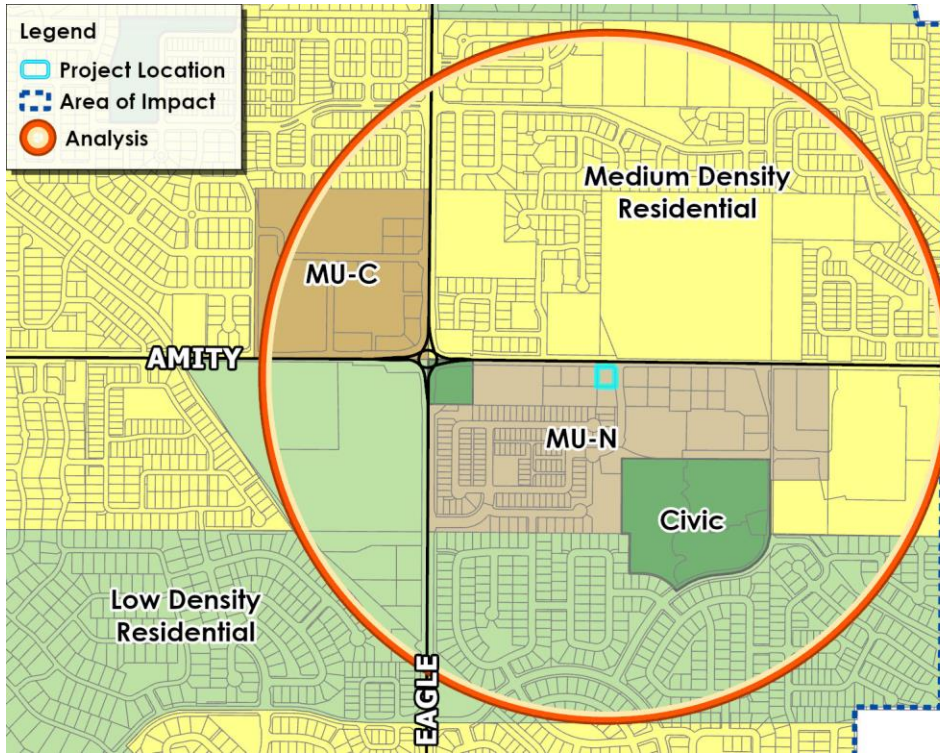 Legend
Project Location
Area of Impact
Analysis
Medium Density
Residential
MU-C
AMITY
MU-N
Civic
Low Density
Residential
EAGLE